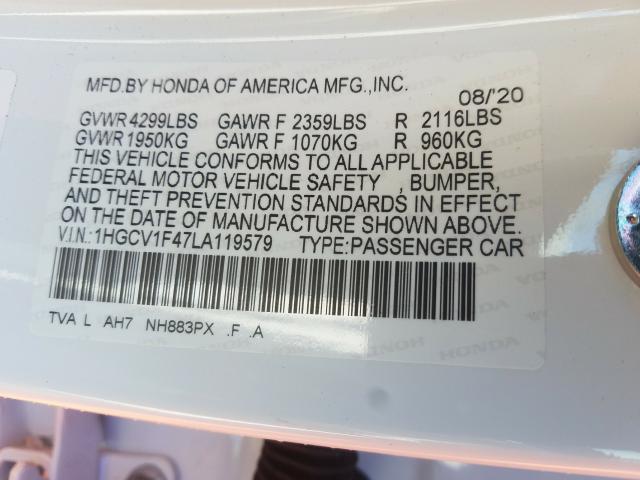 MFD.BY HONDA OF AMERICA MFG.,INC. 08/'20
GVWR 4299LBS GAWR F 2359LBS R 2116LBS
GVWR 1950KG GAWR F 1070KG R 960KG
THIS VEHICLE CONFORMS TO ALL APPLICABLE
FEDERAL MOTOR VEHICLE SAFETY , BUMPER,
AND THEFT PREVENTION STANDARDS IN EFFECT
ON THE DATE OF MANUFACTURE SHOWN ABOVE.
V.I.N.:1HGCV1F47LA119579 TYPE:PASSENGER CAR
TVA L AH7 NH883PX .F .A